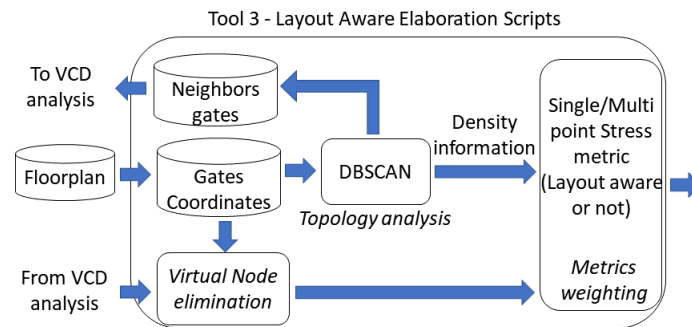 Tool 3 - Layout Aware Elaboration Scripts
To VCD
analysis
Neighbors
gates
Floorplan
Gates
Coordinates
DBSCAN
Topology analysis
Density
information
Single/Multi
point Stress
metric
(Layout aware
or not)
From VCD
analysis
Virtual Node
elimination
Metrics
weighting